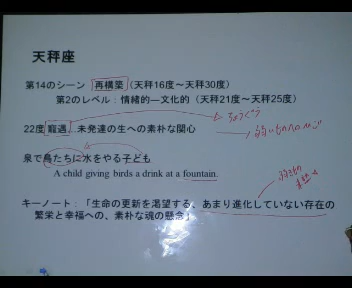 天秤座
第14のシーン 再構築 (天秤16度～天秤30度)
第2のレベル：情緒的―文化的 (天秤21度～天秤25度)
ちょうぐう
22度 寵遇…未発達の生への素朴な関心
泉で鳥たちに水をやる子ども
A child giving birds a drink at a fountain.
キーノート：「生命の更新を渇望する、あまり進化していない存在の
繁栄と幸福への、素朴な魂の懸念」